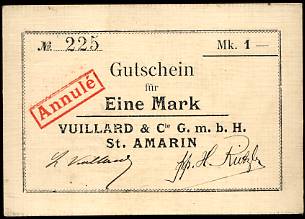 № 225 Mk. 1 —
Annulé
Gutschein
für
Eine Mark
VUILLARD & Cie G. m. b. H.
St. AMARIN